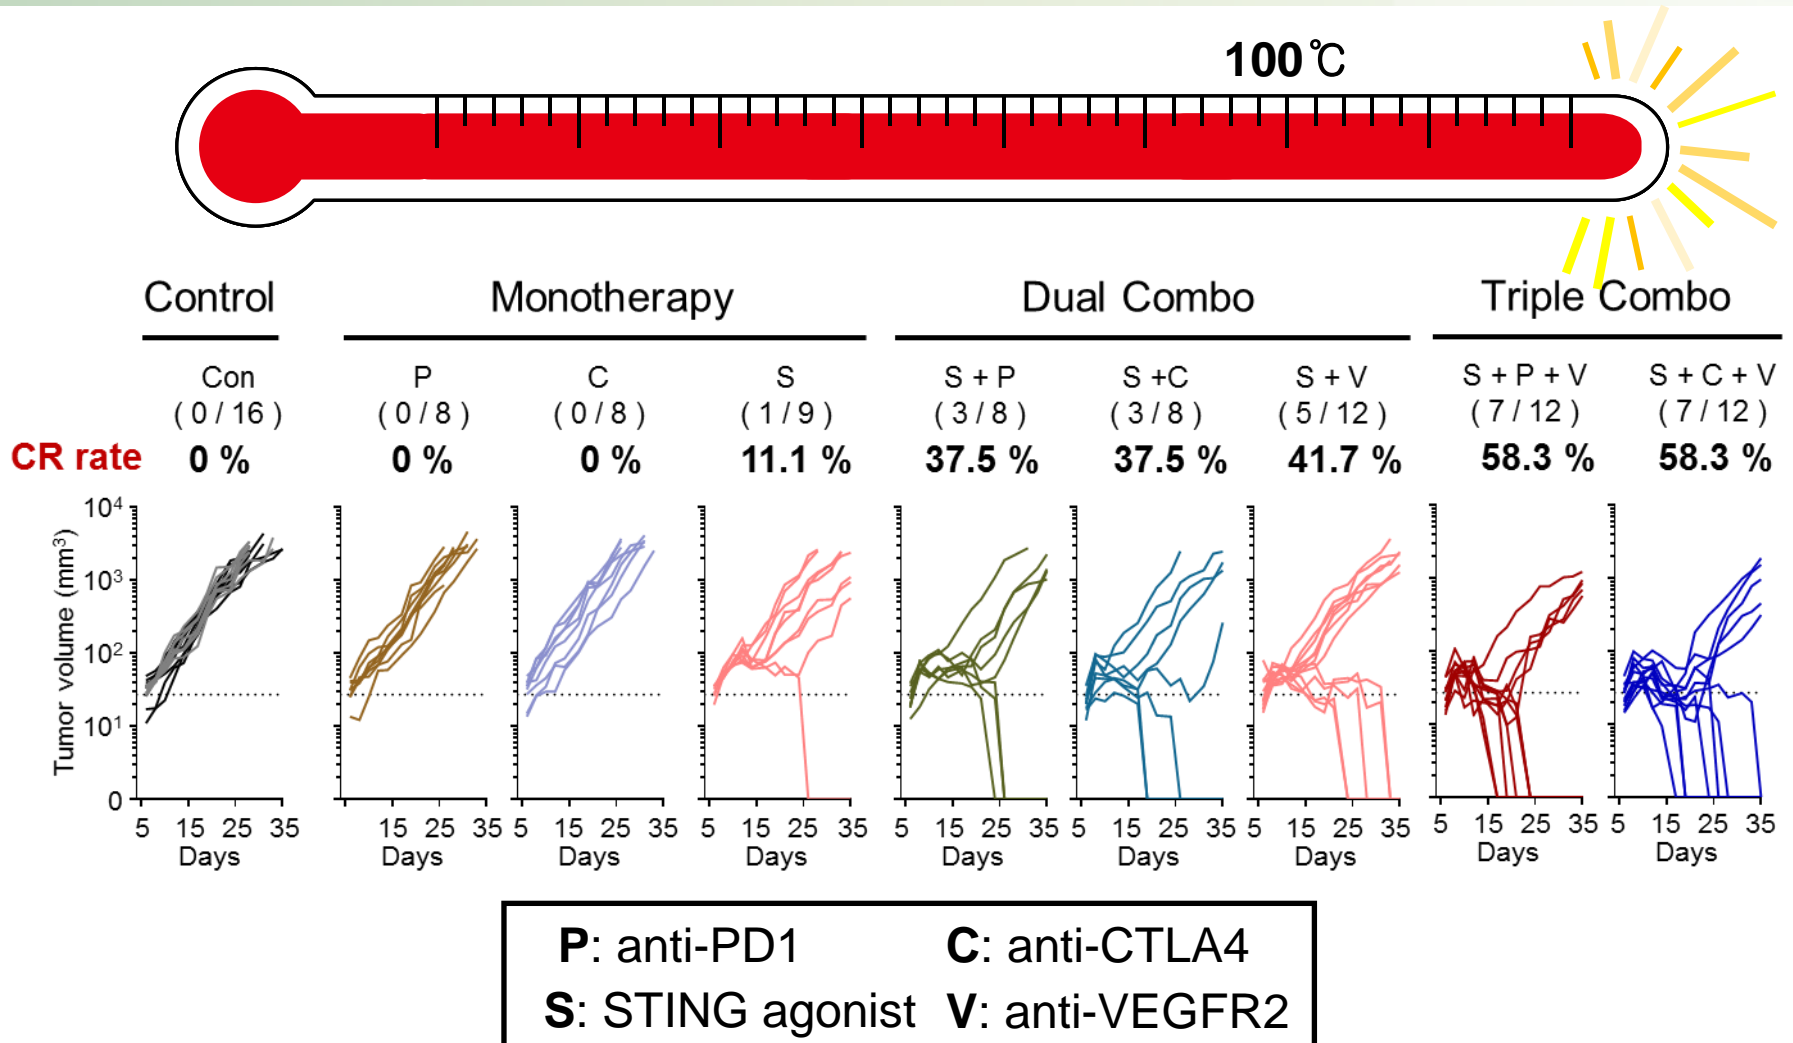 100℃
Control Monotherapy Dual Combo Triple Combo
Con P C S S + P S +C S + V S + P + V S + C + V
( 0 / 16 ) ( 0 / 8 ) ( 0 / 8 ) ( 1 / 9 ) ( 3 / 8 ) ( 3 / 8 ) ( 5 / 12 ) ( 7 / 12 ) ( 7 / 12 )
CR rate 0 % 0 % 0 % 11.1 % 37.5 % 37.5 % 41.7 % 58.3 % 58.3 %
Tumor volume (mm³)
10⁴
10³
10²
10¹
0
5 15 25 35 15 25 35 5 15 25 35 5 15 25 35 5 15 25 35 5 15 25 35 5 15 25 35 5 15 25 35 5 15 25 35
Days Days Days Days Days Days Days Days Days
P: anti-PD1 C: anti-CTLA4
S: STING agonist V: anti-VEGFR2